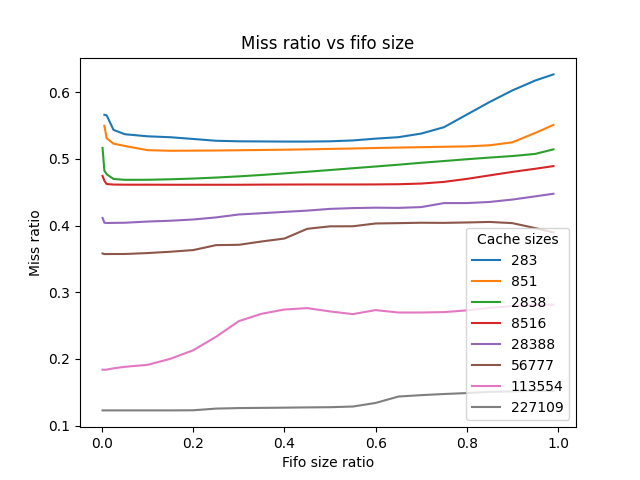 Miss ratio vs fifo size
Miss ratio
0.6
0.5
0.4
0.3
0.2
0.1
Cache sizes
283
851
2838
8516
28388
56777
113554
227109
0.0 0.2 0.4 0.6 0.8 1.0
Fifo size ratio